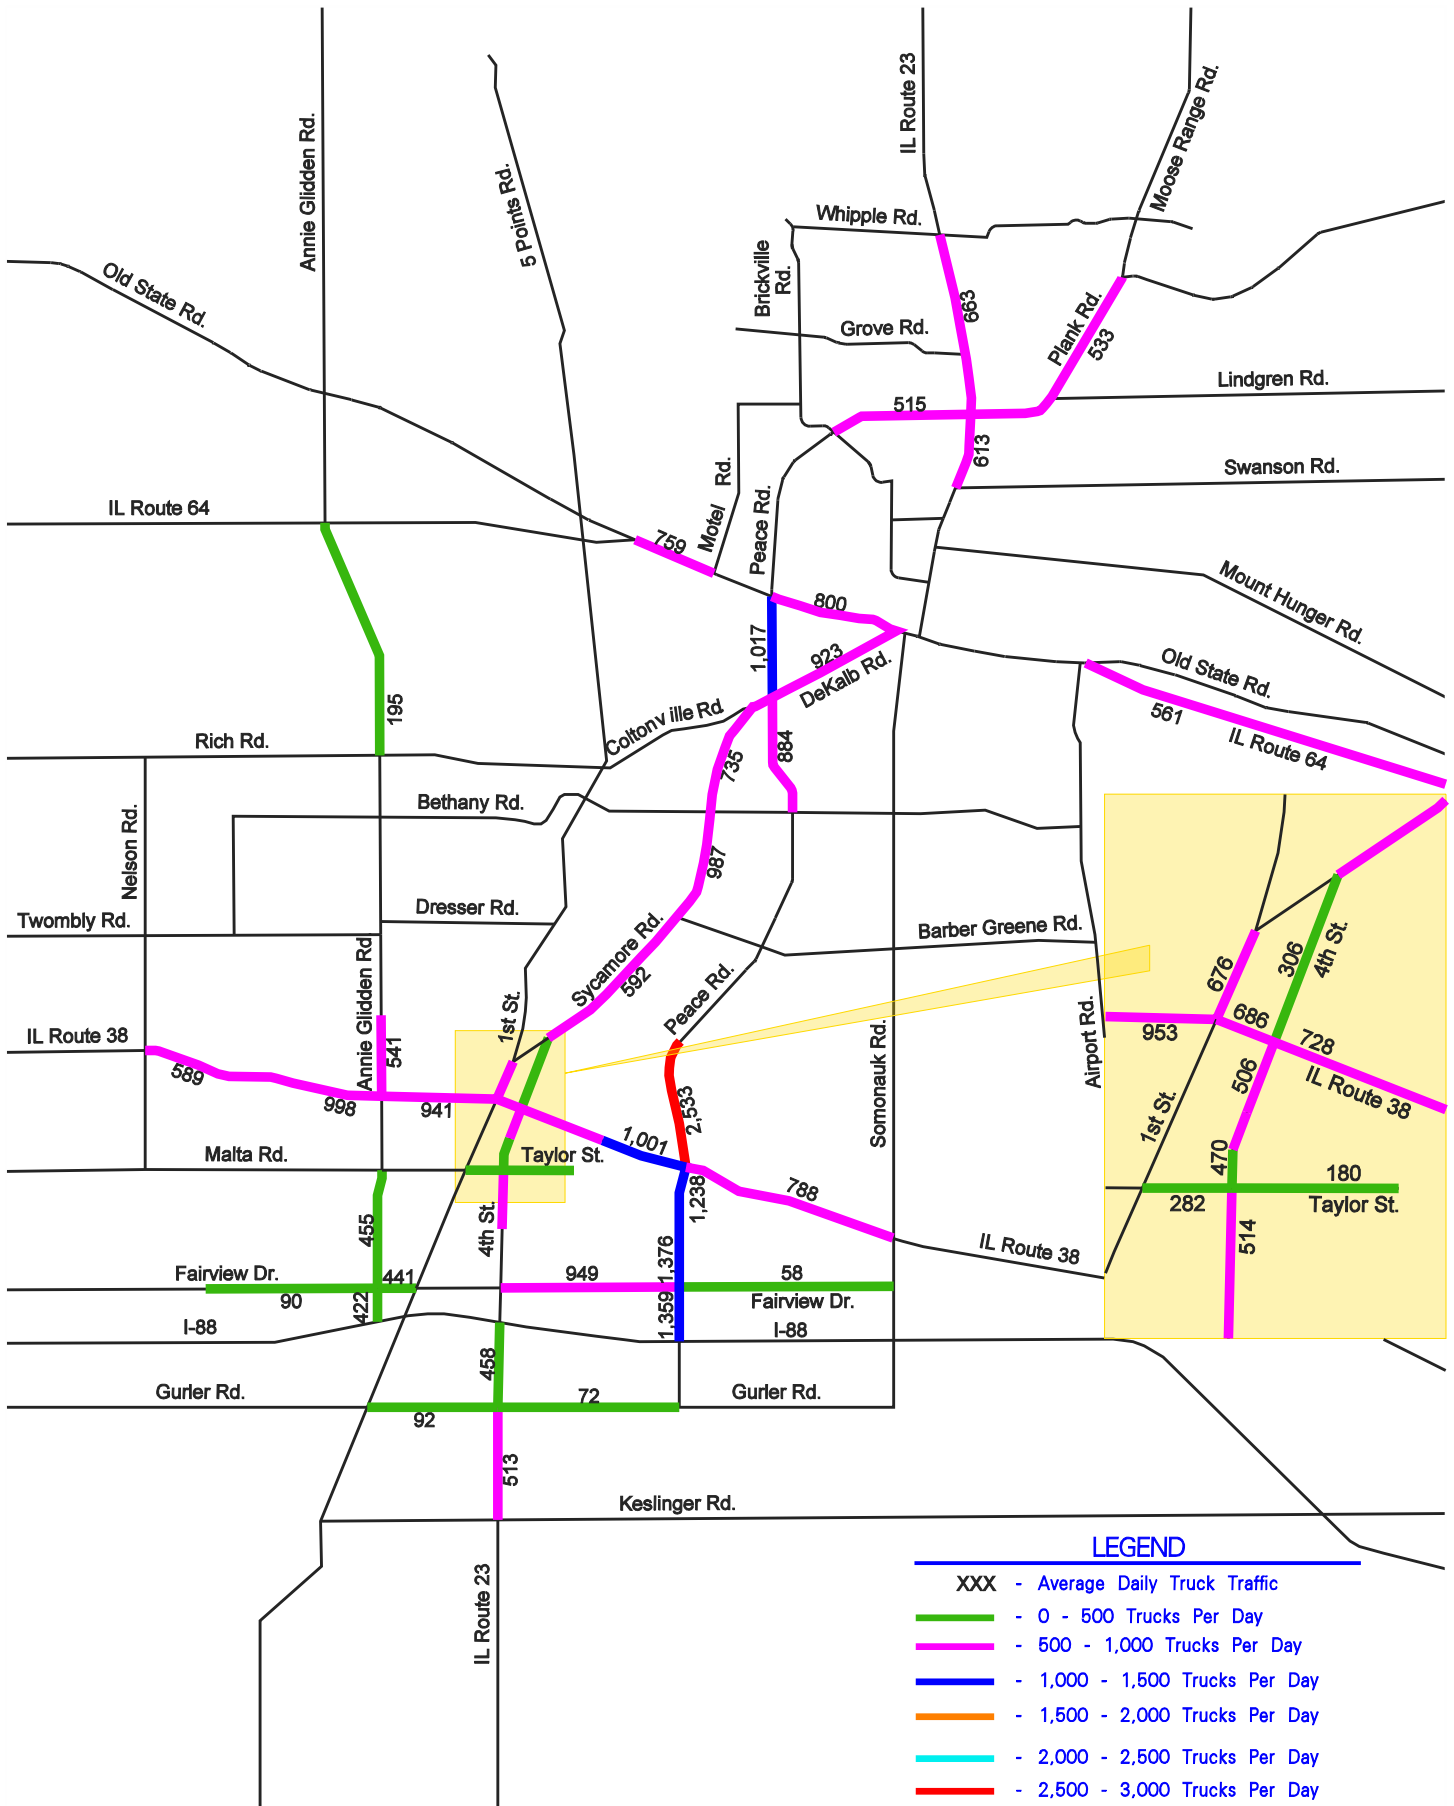 IL Route 23
Moose Range Rd.
Annie Glidden Rd.
5 Points Rd.
Whipple Rd.
Brickville
Rd.
Old State Rd.
663
Plank Rd.
533
Grove Rd.
Lindgren Rd.
515
613
Swanson Rd.
Motel Rd.
IL Route 64
Peace Rd.
759
Mount Hunger Rd.
800
1,017
923
DeKalb Rd.
Old State Rd.
195
561
IL Route 64
Coltonville Rd.
Rich Rd.
884
735
Bethany Rd.
Nelson Rd.
987
Dresser Rd.
Twombly Rd.
Barber Greene Rd.
Sycamore Rd.
592
Annie Glidden Rd
Peace Rd.
306
4th St.
676
1st St.
IL Route 38
541
589
998
941
2,533
Somonauk Rd.
Airport Rd.
953
686
728
IL Route 38
506
1st St.
1,001
Malta Rd.
Taylor St.
470
180
282
Taylor St.
514
1,238
788
4th St.
455
IL Route 38
1,376
Fairview Dr.
441
949
58
90
422
1,359
Fairview Dr.
I-88
I-88
458
Gurler Rd.
72
Gurler Rd.
92
513
Keslinger Rd.
IL Route 23
LEGEND
XXX - Average Daily Truck Traffic
- 0 - 500 Trucks Per Day
- 500 - 1,000 Trucks Per Day
- 1,000 - 1,500 Trucks Per Day
- 1,500 - 2,000 Trucks Per Day
- 2,000 - 2,500 Trucks Per Day
- 2,500 - 3,000 Trucks Per Day